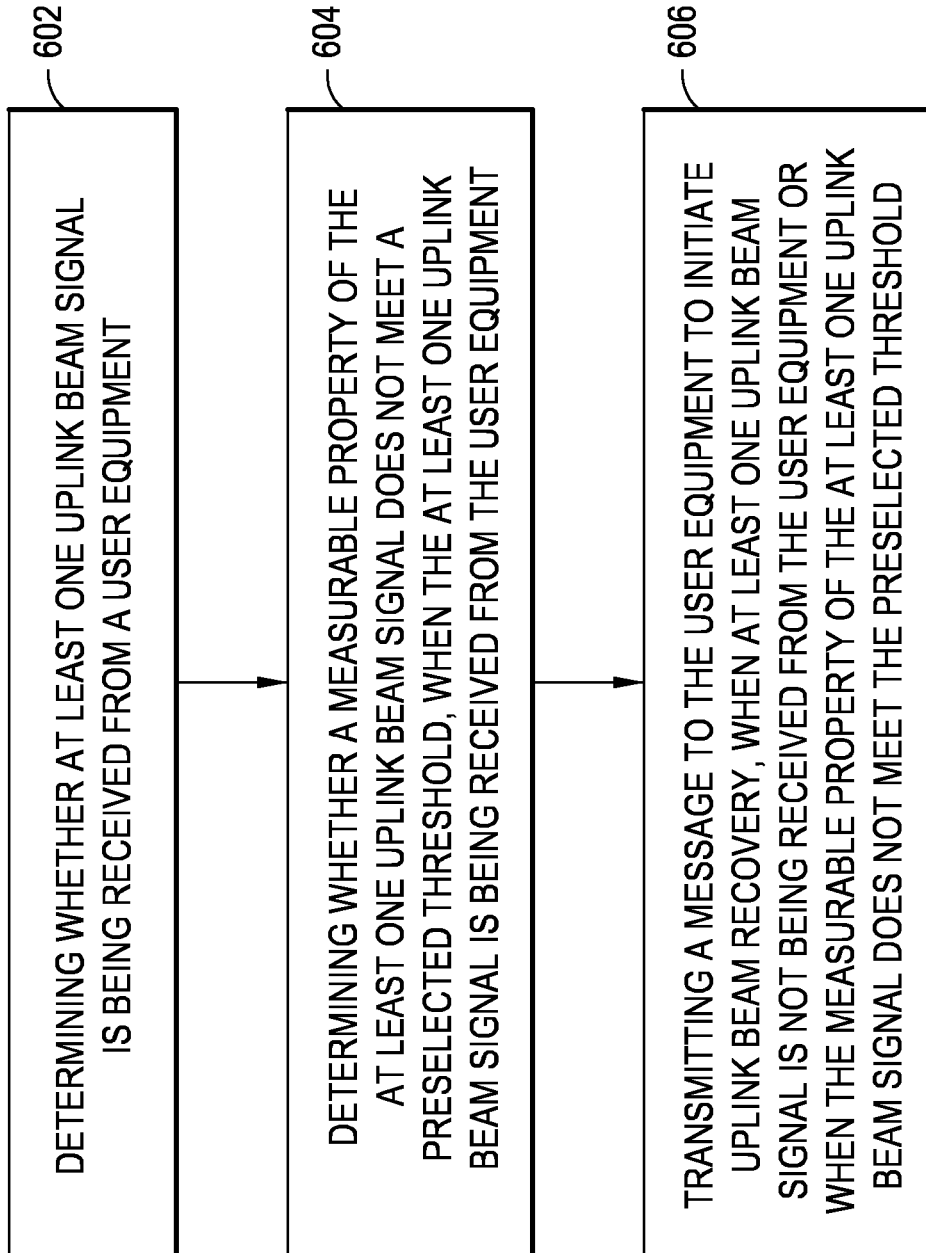 602
DETERMINING WHETHER AT LEAST ONE UPLINK BEAM SIGNAL
IS BEING RECEIVED FROM A USER EQUIPMENT
604
DETERMINING WHETHER A MEASURABLE PROPERTY OF THE
AT LEAST ONE UPLINK BEAM SIGNAL DOES NOT MEET A
PRESELECTED THRESHOLD, WHEN THE AT LEAST ONE UPLINK
BEAM SIGNAL IS BEING RECEIVED FROM THE USER EQUIPMENT
606
TRANSMITTING A MESSAGE TO THE USER EQUIPMENT TO INITIATE
UPLINK BEAM RECOVERY, WHEN AT LEAST ONE UPLINK BEAM
SIGNAL IS NOT BEING RECEIVED FROM THE USER EQUIPMENT OR
WHEN THE MEASURABLE PROPERTY OF THE AT LEAST ONE UPLINK
BEAM SIGNAL DOES NOT MEET THE PRESELECTED THRESHOLD